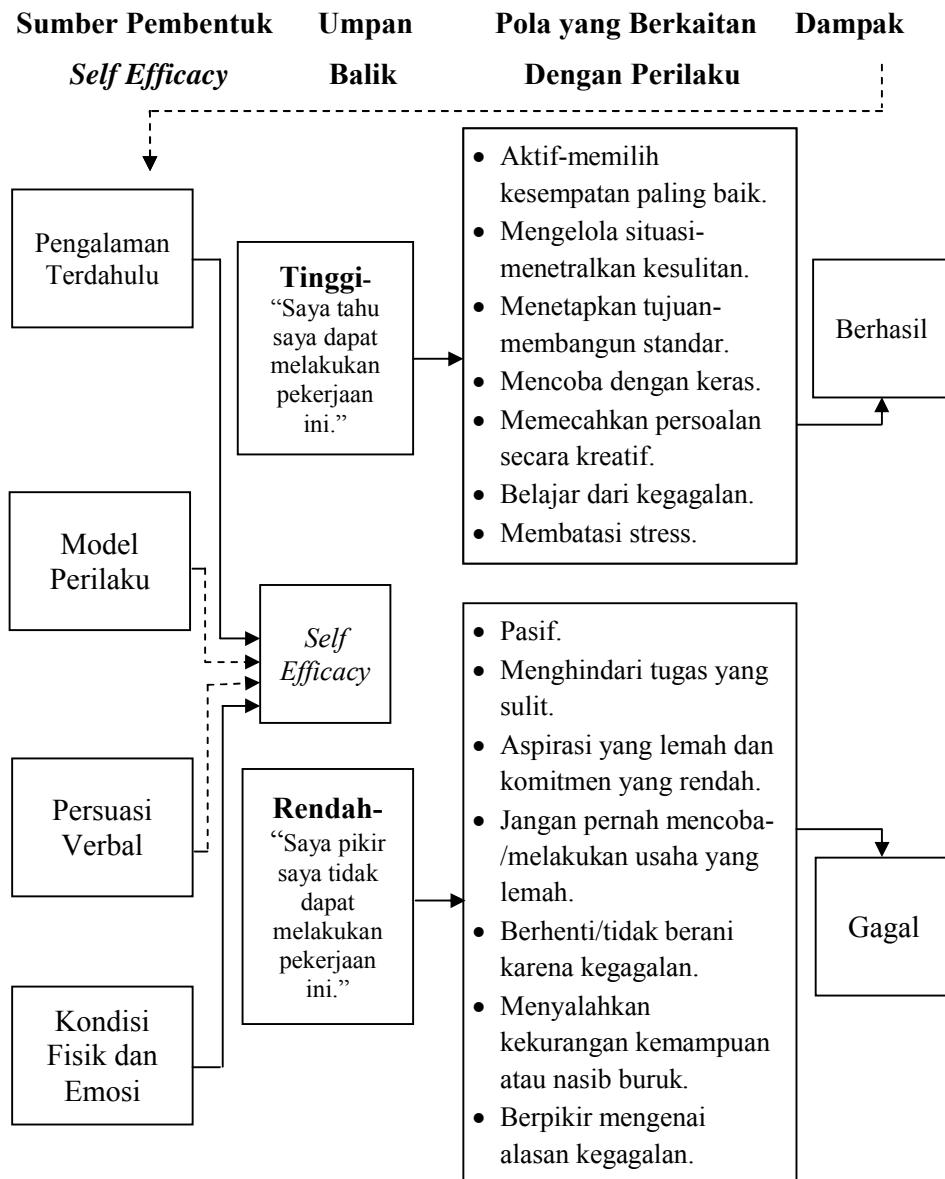 Sumber Pembentuk Umpan Pola yang Berkaitan Dampak
Self Efficacy Balik Dengan Perilaku
Pengalaman
Terdahulu
Model
Perilaku
Persuasi
Verbal
Kondisi
Fisik dan
Emosi
Tinggi-
“Saya tahu
saya dapat
melakukan
pekerjaan
ini.”
Self
Efficacy
Rendah-
“Saya pikir
saya tidak
dapat
melakukan
pekerjaan
ini.”
• Aktif-memilih
kesempatan paling baik.
• Mengelola situasi-
menetralkan kesulitan.
• Menetapkan tujuan-
membangun standar.
• Mencoba dengan keras.
• Memecahkan persoalan
secara kreatif.
• Belajar dari kegagalan.
• Membatasi stress.
• Pasif.
• Menghindari tugas yang
sulit.
• Aspirasi yang lemah dan
komitmen yang rendah.
• Jangan pernah mencoba-
/melakukan usaha yang
lemah.
• Berhenti/tidak berani
karena kegagalan.
• Menyalahkan
kekurangan kemampuan
atau nasib buruk.
• Berpikir mengenai
alasan kegagalan.
Berhasil
Gagal